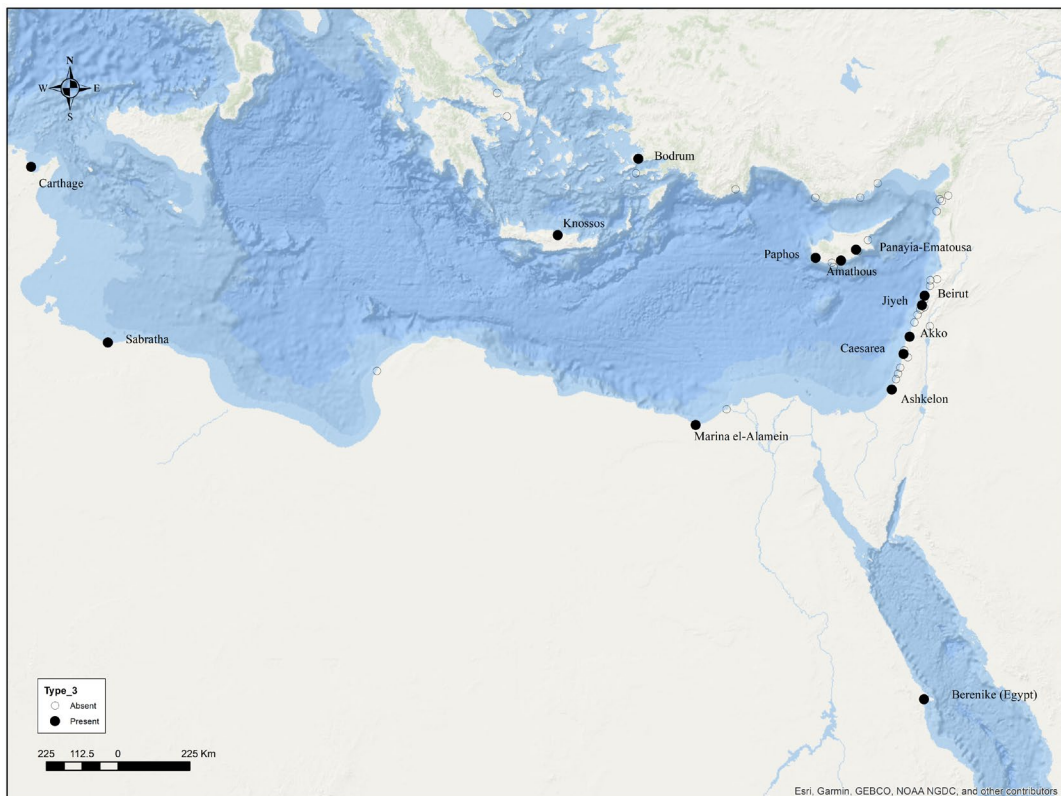 N
W E
S
Carthage
Bodrum
Knossos
Paphos
Panayia-Ematousa
Amathous
Beirut
Jiyeh
Sabratha
Akko
Caesarea
Ashkelon
Marina el-Alamein
Type_3
Absent
Present
Berenike (Egypt)
225 112.5 0 225 Km
Esri, Garmin, GEBCO, NOAA NGDC, and other contributors